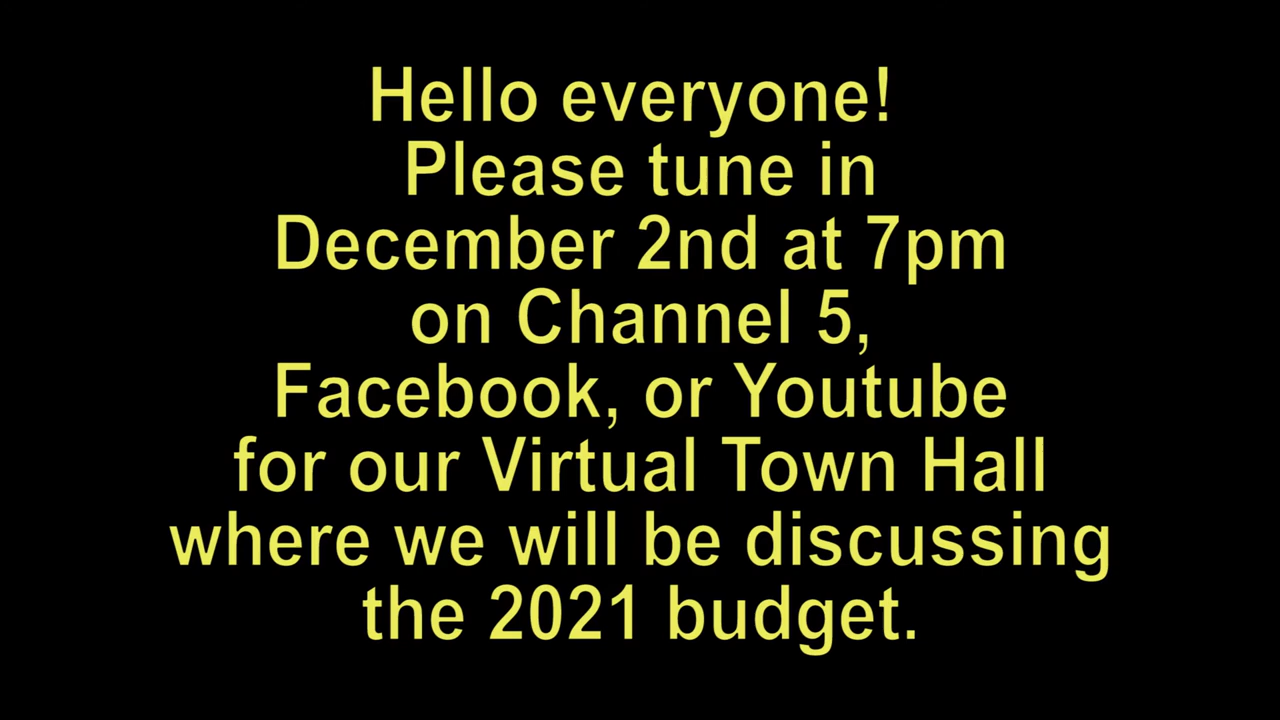 Hello everyone!
Please tune in
December 2nd at 7pm
on Channel 5,
Facebook, or Youtube
for our Virtual Town Hall
where we will be discussing
the 2021 budget.